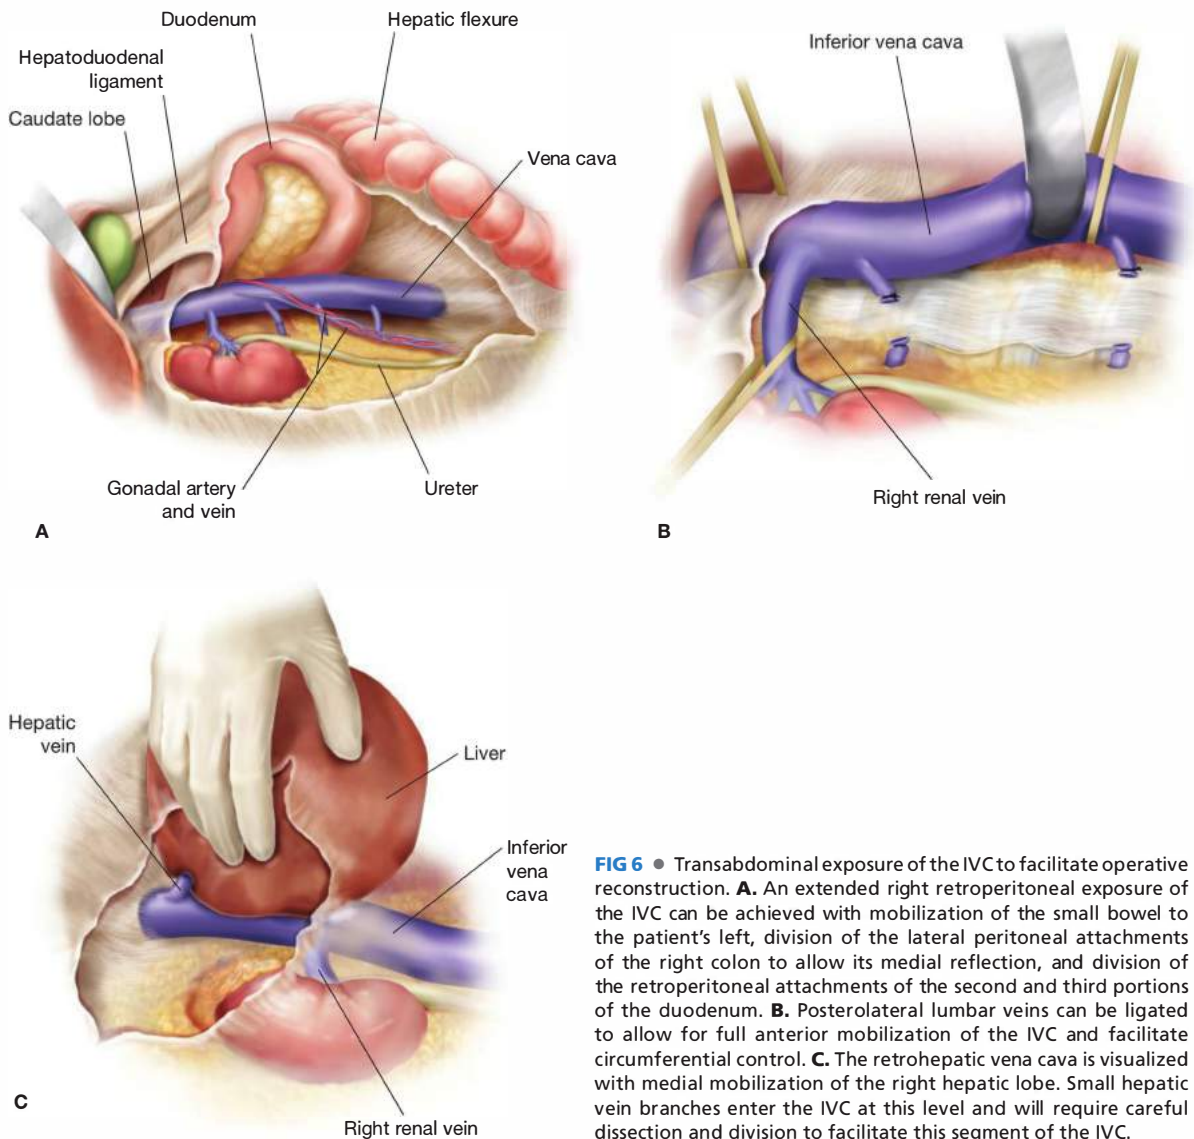 Duodenum
Hepatic flexure
Hepatoduodenal
ligament
Caudate lobe
Vena cava
Gonadal artery
and vein
Ureter
A
Inferior vena cava
Right renal vein
B
Hepatic
vein
Liver
Inferior
vena
cava
Right renal vein
C
FIG 6 ● Transabdominal exposure of the IVC to facilitate operative
reconstruction. A. An extended right retroperitoneal exposure of
the IVC can be achieved with mobilization of the small bowel to
the patient's left, division of the lateral peritoneal attachments
of the right colon to allow its medial reflection, and division of
the retroperitoneal attachments of the second and third portions
of the duodenum. B. Posterolateral lumbar veins can be ligated
to allow for full anterior mobilization of the IVC and facilitate
circumferential control. C. The retrohepatic vena cava is visualized
with medial mobilization of the right hepatic lobe. Small hepatic
vein branches enter the IVC at this level and will require careful
dissection and division to facilitate this segment of the IVC.